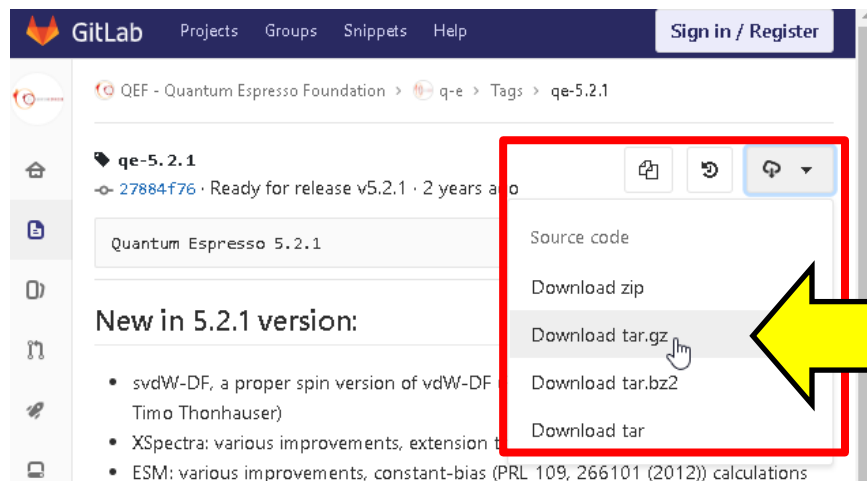 GitLab Projects Groups Snippets Help Sign in / Register
QEF - Quantum Espresso Foundation > q-e > Tags > qe-5.2.1
qe-5.2.1
27884f76 · Ready for release v5.2.1 · 2 years ago
Quantum Espresso 5.2.1
Source code
Download zip
Download tar.gz
Download tar.bz2
Download tar
New in 5.2.1 version:
• svdW-DF, a proper spin version of vdW-DF
Timo Thonhauser)
• XSpectra: various improvements, extension
• ESM: various improvements, constant-bias (PRL 109, 266101 (2012)) calculations